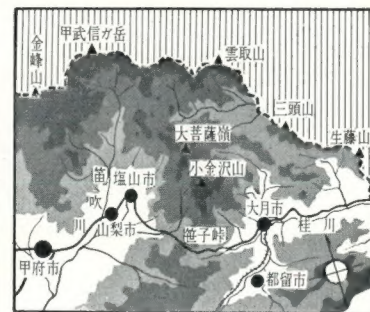 金峰山
甲武信ガ岳
雲取山
三頭山
生藤山
大菩薩嶺
小金沢山
塩山市
笛吹川
山梨市
甲府市
笹子峠
大月市
桂川
都留市